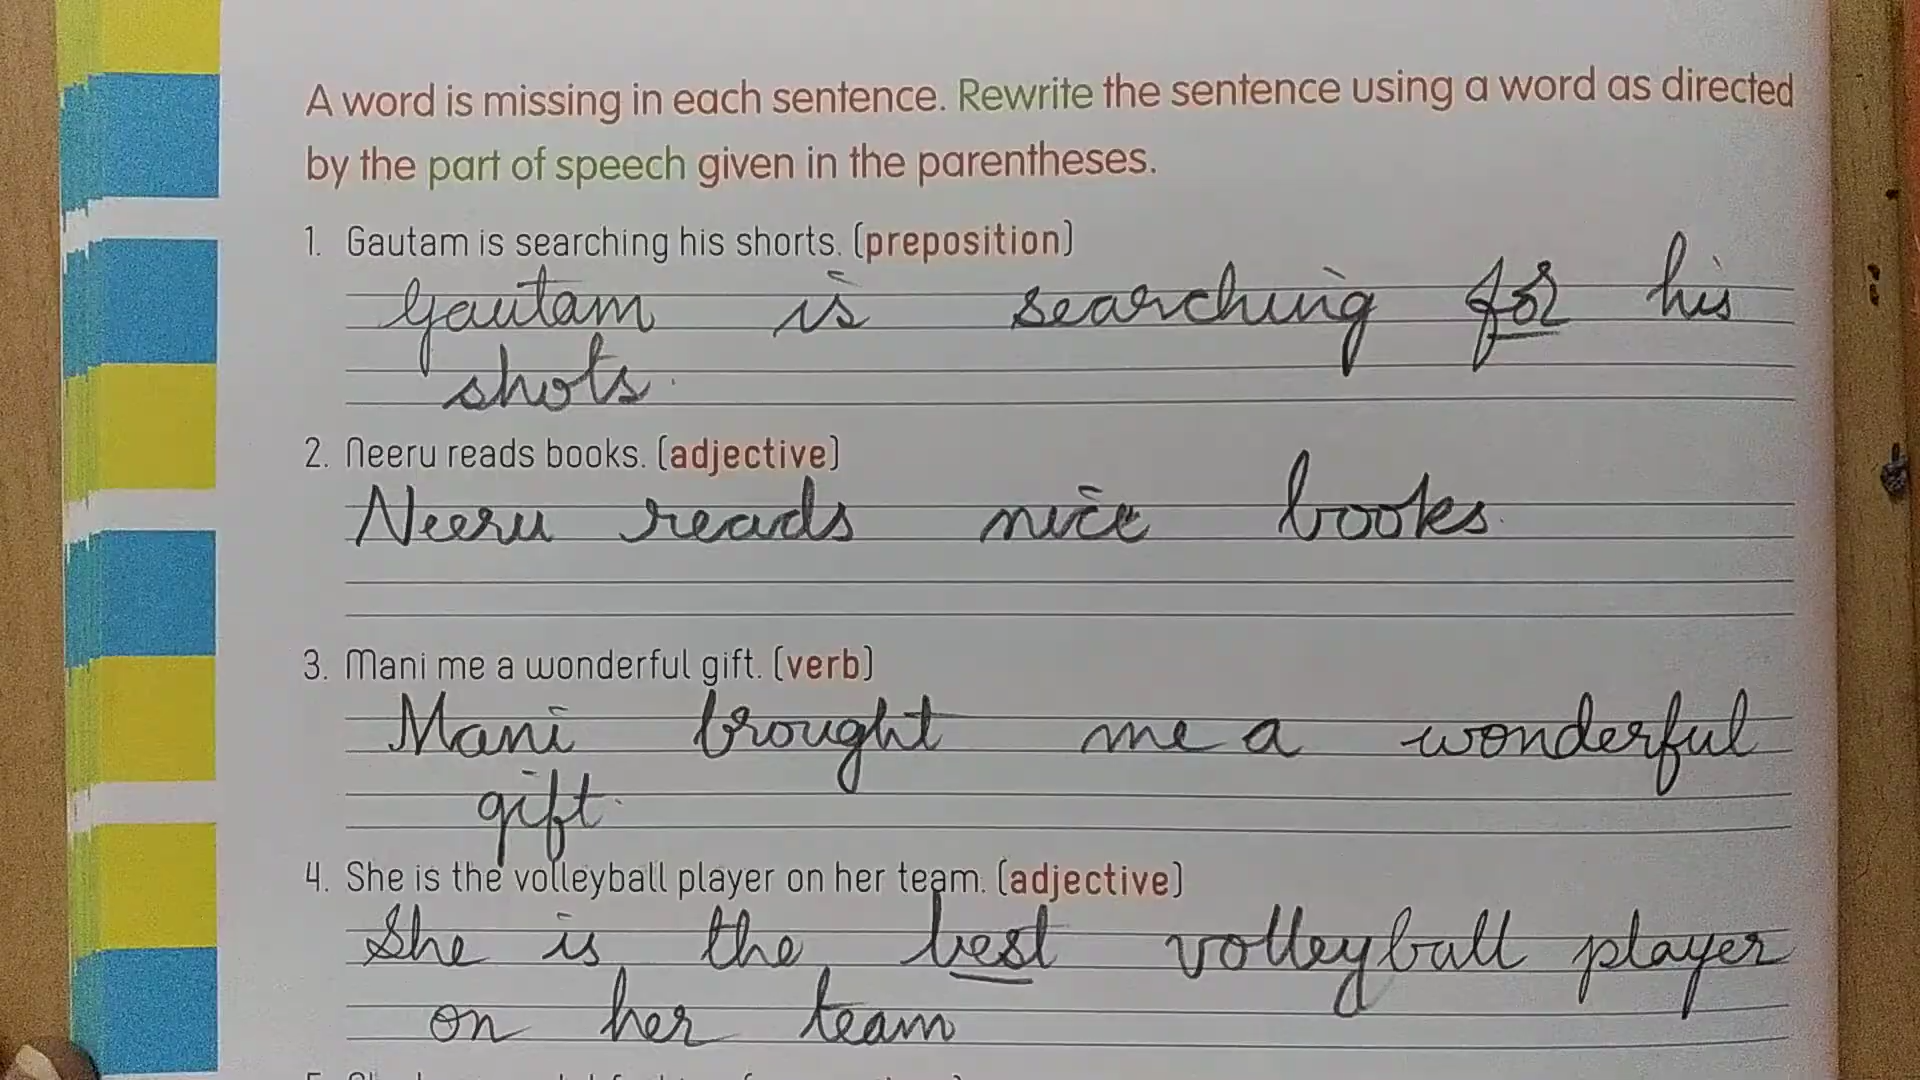 A word is missing in each sentence. Rewrite the sentence using a word as directed
by the part of speech given in the parentheses.
1. Gautam is searching his shorts. (preposition)
Gautam is searching for his
shots.
2. Neeru reads books. (adjective)
Neeru reads nice books.
3. Mani me a wonderful gift. (verb)
Mani brought me a wonderful
gift.
4. She is the volleyball player on her team. (adjective)
She is the best volleyball player
on her team